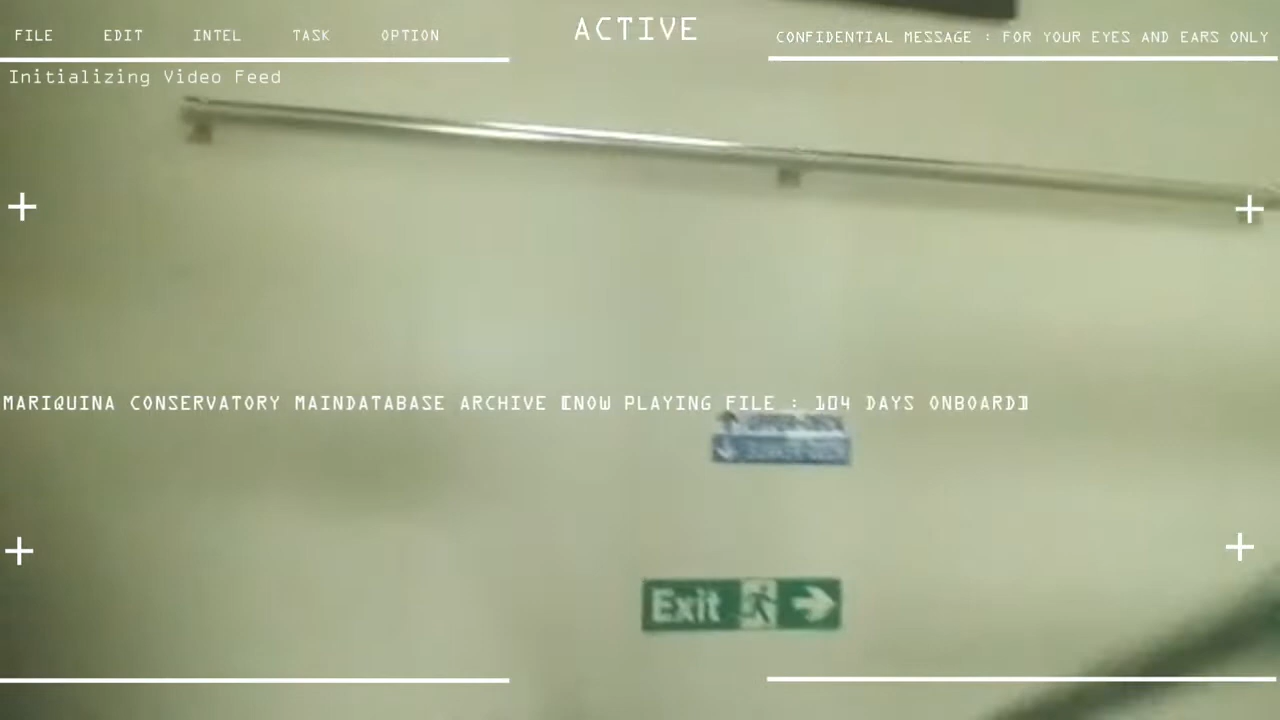 FILE EDIT INTEL TASK OPTION
ACTIVE
CONFIDENTIAL MESSAGE : FOR YOUR EYES AND EARS ONLY
Initializing Video Feed
MARIQUINA CONSERVATORY MAINDATABASE ARCHIVE [NOW PLAYING FILE : 104 DAYS ONBOARD]
Exit